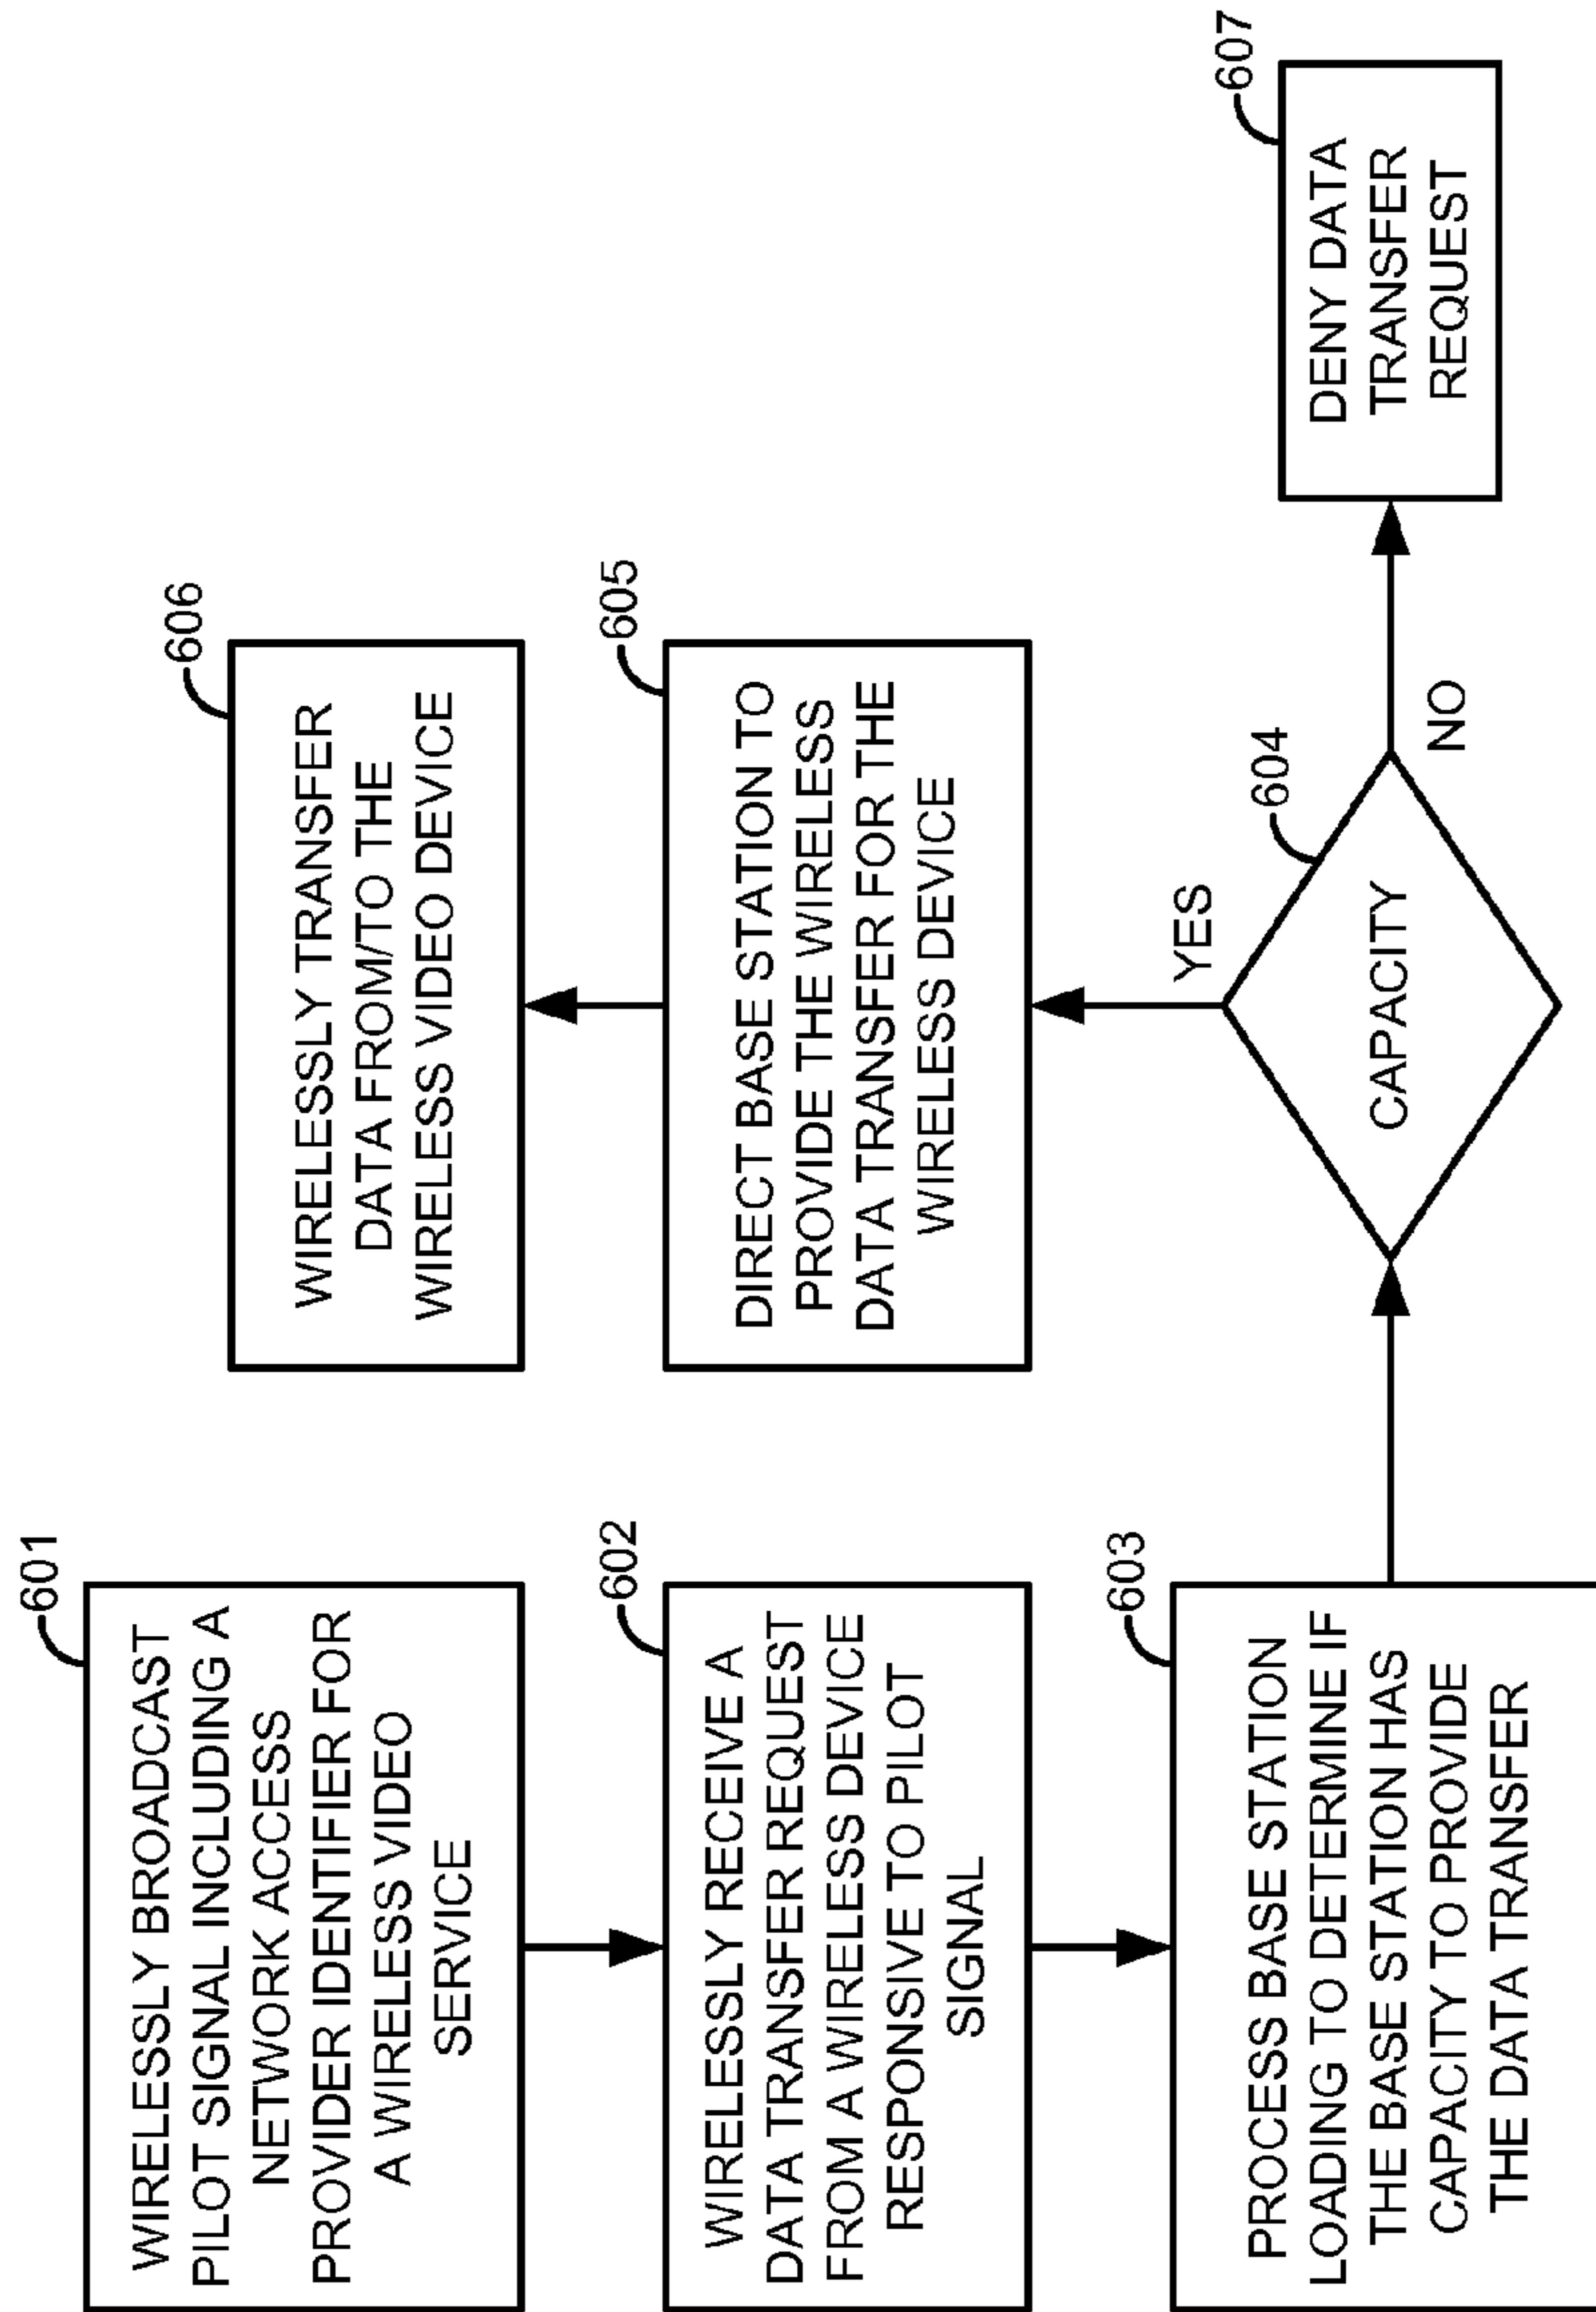 601
WIRELESSLY BROADCAST
PILOT SIGNAL INCLUDING A
NETWORK ACCESS
PROVIDER IDENTIFIER FOR
A WIRELESS VIDEO
SERVICE
602
WIRELESSLY RECEIVE A
DATA TRANSFER REQUEST
FROM A WIRELESS DEVICE
RESPONSIVE TO PILOT
SIGNAL
603
PROCESS BASE STATION
LOADING TO DETERMINE IF
THE BASE STATION HAS
CAPACITY TO PROVIDE
THE DATA TRANSFER
604
CAPACITY
YES
NO
605
DIRECT BASE STATION TO
PROVIDE THE WIRELESS
DATA TRANSFER FOR THE
WIRELESS DEVICE
606
WIRELESSLY TRANSFER
DATA FROM/TO THE
WIRELESS VIDEO DEVICE
607
DENY DATA
TRANSFER
REQUEST